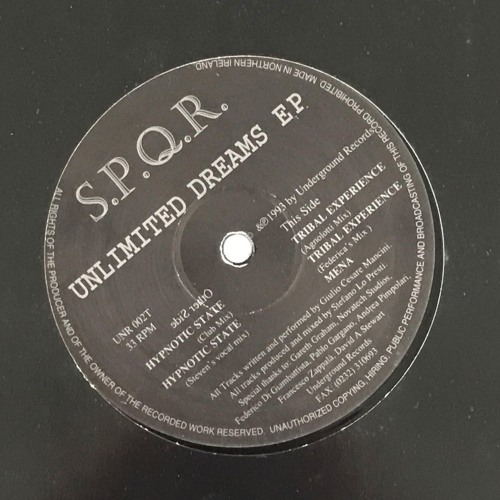 S.P.Q.R.
UNLIMITED DREAMS EP
&℗1993 by Underground Records
This Side
TRIBAL EXPERIENCE
(Agnolotti Mix)
TRIBAL EXPERIENCE
(Federica's Mix)
MENA
UNR 002T
33 RPM
Other Side
HYPNOTIC STATE
(Club Mix)
HYPNOTIC STATE
(Steven's vocal mix)
All Tracks written and performed by Giulio Cesare Mancini.
All tracks produced and mixed by Stefano Lo Presti.
Special thanks to: Gareth Graham, Novatech Studios,
Federico Di Giambattista, Pablo Gargano, Andrea Pimpolari,
Francesco Zappulà, David A Stewart
Underground Records
FAX (0232) 310693
ALL RIGHTS OF THE PRODUCER AND OF THE OWNER OF THE RECORDED WORK RESERVED. UNAUTHORIZED COPYING, HIRING, PUBLIC PERFORMANCE AND BROADCASTING OF THIS RECORD PROHIBITED MADE IN NORTHERN IRELAND